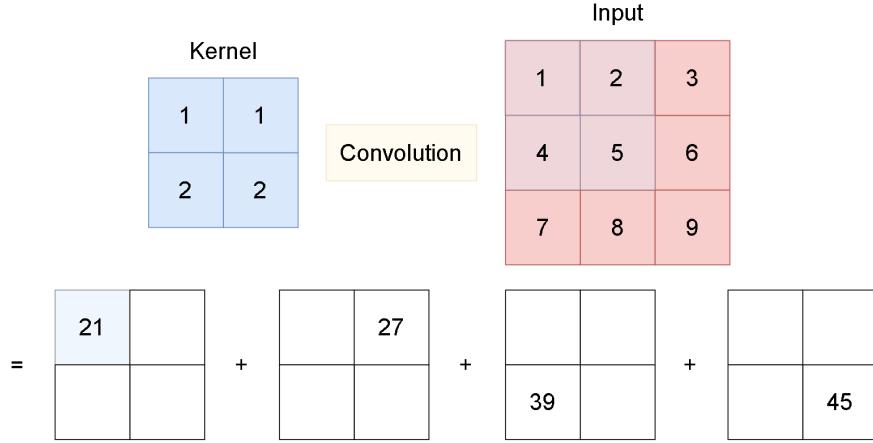 Input
Kernel
1 2 3
1 1
Convolution
4 5 6
2 2
7 8 9
21
27
= + + +
39
45